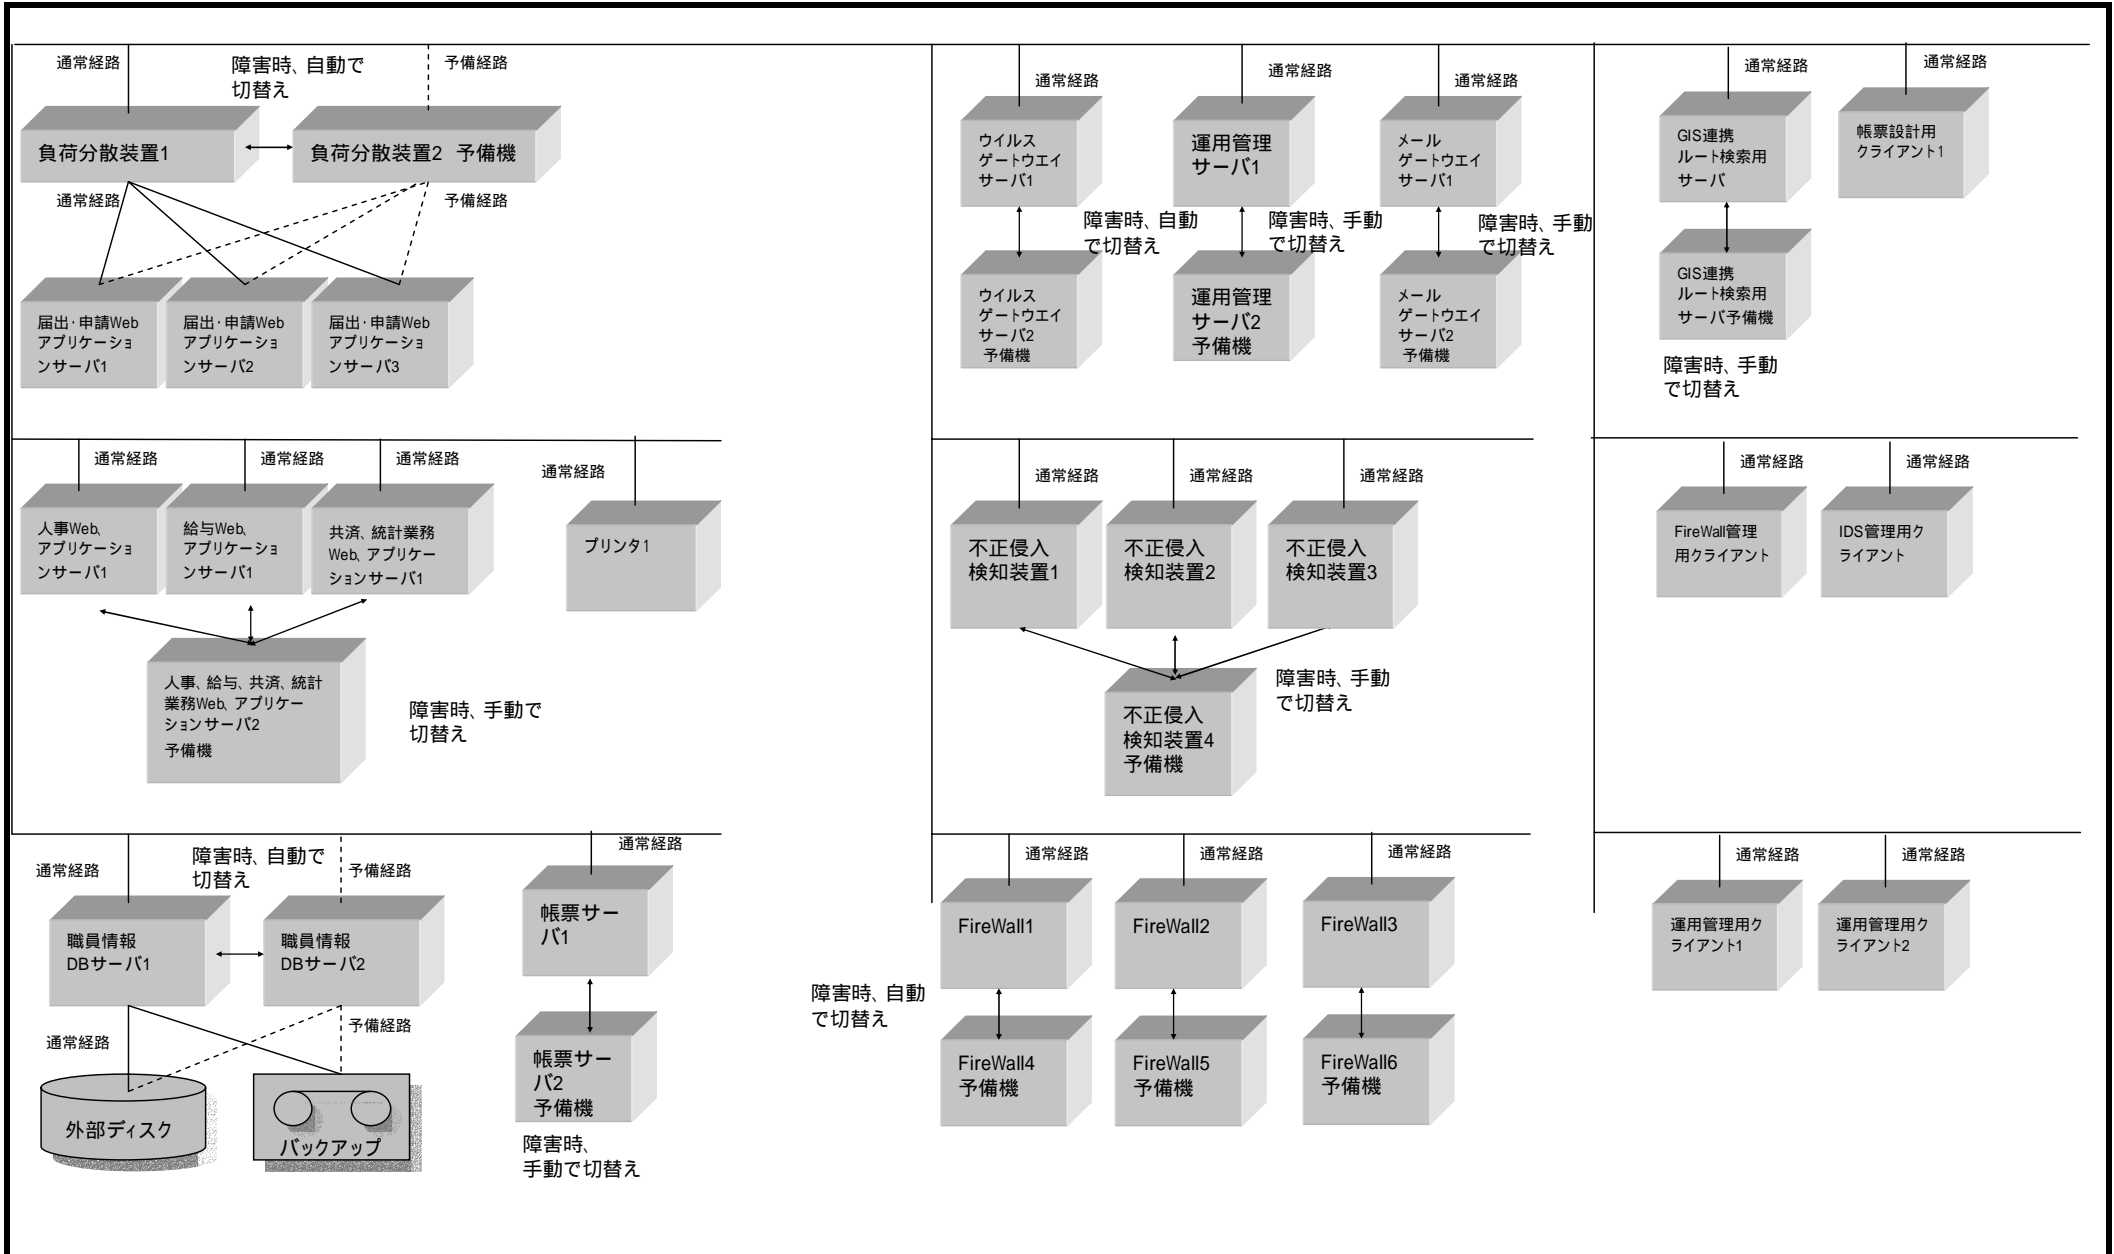 通常経路
障害時、自動で
切替え
予備経路
負荷分散装置1
負荷分散装置2 予備機
通常経路
予備経路
届出・申請Web
アプリケーショ
ンサーバ1
届出・申請Web
アプリケーショ
ンサーバ2
届出・申請Web
アプリケーショ
ンサーバ3
通常経路
通常経路
通常経路
ウイルス
ゲートウエイ
サーバ1
運用管理
サーバ1
メール
ゲートウエイ
サーバ1
障害時、自動
で切替え
障害時、手動
で切替え
障害時、手動
で切替え
ウイルス
ゲートウエイ
サーバ2
予備機
運用管理
サーバ2
予備機
メール
ゲートウエイ
サーバ2
予備機
通常経路
通常経路
GIS連携
ルート検索用
サーバ
帳票設計用
クライアント1
GIS連携
ルート検索用
サーバ予備機
障害時、手動
で切替え
通常経路
通常経路
通常経路
通常経路
人事Web、
アプリケーショ
ンサーバ1
給与Web、
アプリケーショ
ンサーバ1
共済、統計業務
Web、アプリケー
ションサーバ1
プリンタ1
人事、給与、共済、統計
業務Web、アプリケー
ションサーバ2
予備機
障害時、手動で
切替え
通常経路
通常経路
通常経路
不正侵入
検知装置1
不正侵入
検知装置2
不正侵入
検知装置3
障害時、手動
で切替え
不正侵入
検知装置4
予備機
通常経路
通常経路
FireWall管理
用クライアント
IDS管理用ク
ライアント
通常経路
障害時、自動で
切替え
予備経路
通常経路
職員情報
DBサーバ1
職員情報
DBサーバ2
帳票サー
バ1
通常経路
予備経路
外部ディスク
バックアップ
帳票サー
バ2
予備機
障害時、
手動で切替え
通常経路
通常経路
通常経路
FireWall1
FireWall2
FireWall3
障害時、自動
で切替え
FireWall4
予備機
FireWall5
予備機
FireWall6
予備機
通常経路
通常経路
運用管理用ク
ライアント1
運用管理用ク
ライアント2